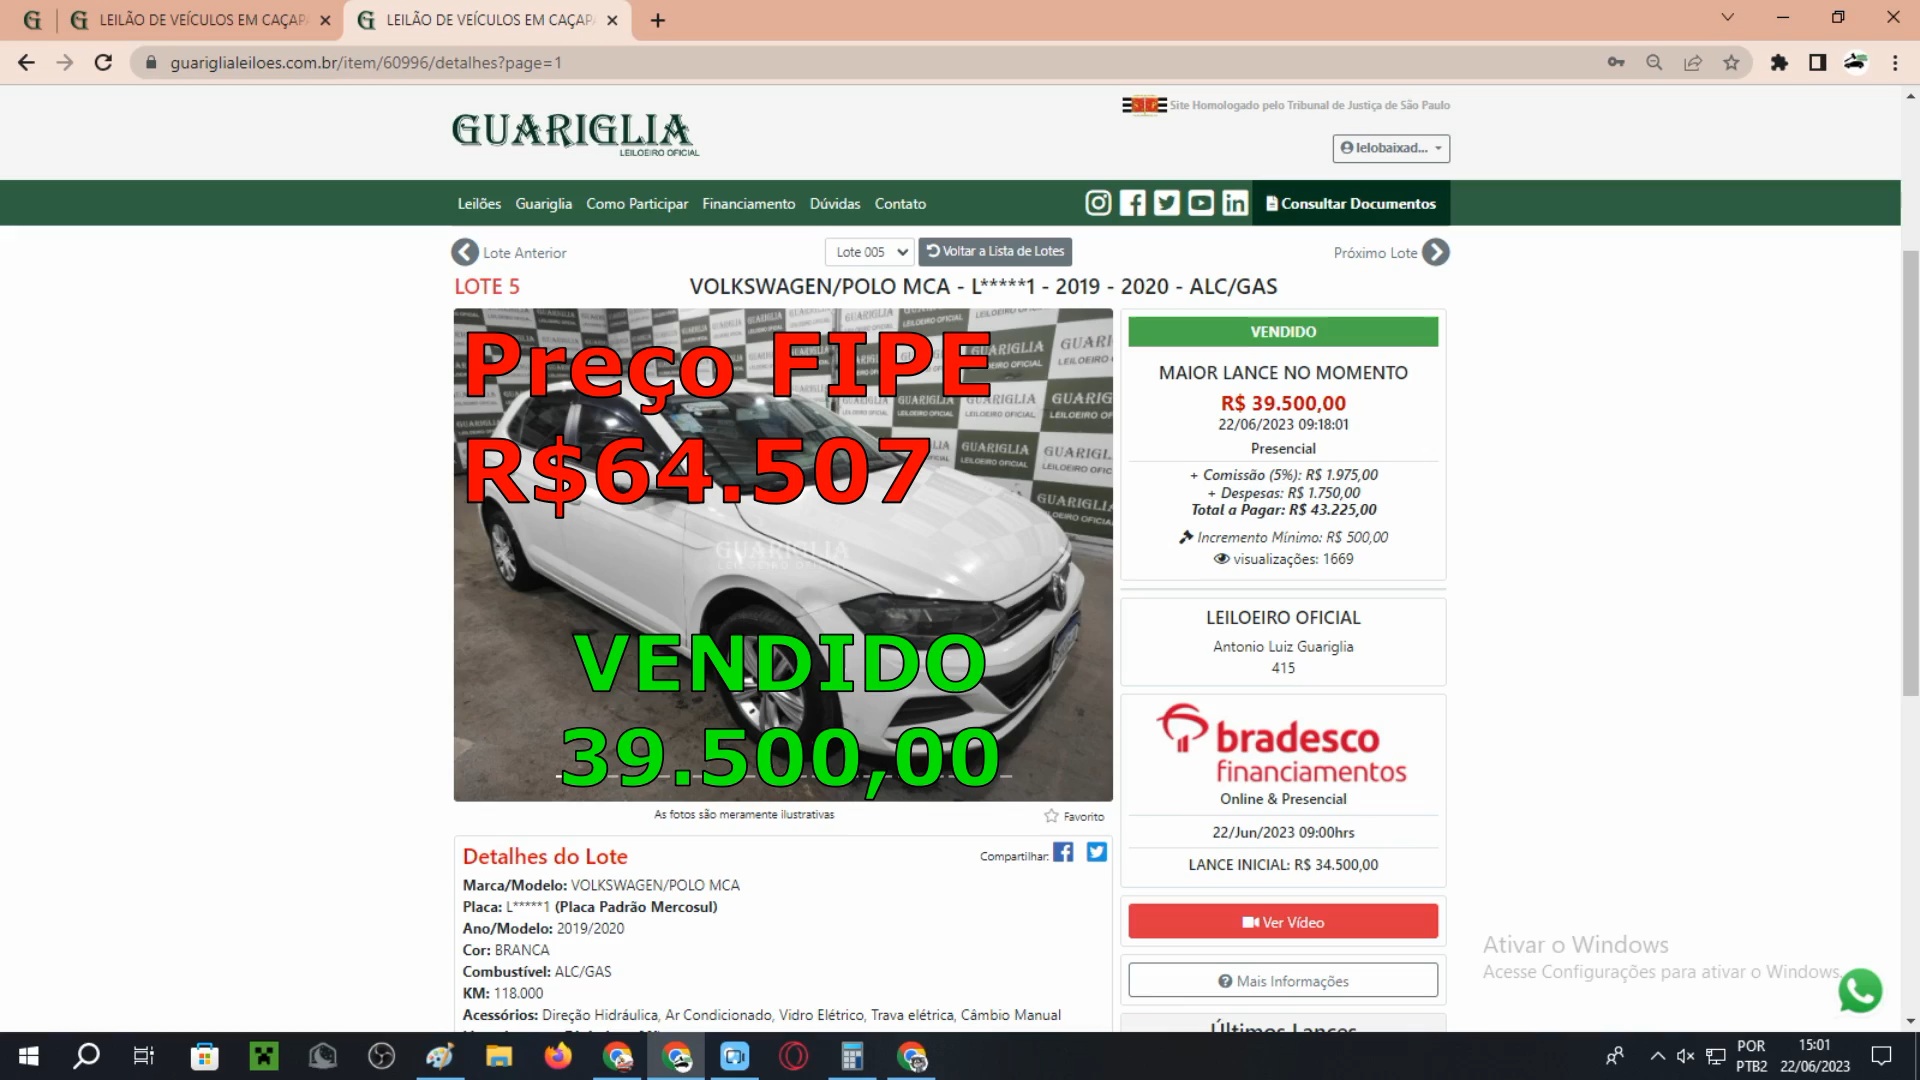 LEILÃO DE VEÍCULOS EM CAÇAP
LEILÃO DE VEÍCULOS EM CAÇAP
guariglialeiloes.com.br/item/60996/detalhes?page=1
GUARIGLIA
LEILOEIRO OFICIAL
Site Homologado pelo Tribunal de Justiça de São Paulo
lelobaixad...
Leilões Guariglia Como Participar Financiamento Dúvidas Contato
Consultar Documentos
Lote Anterior
Lote 005
Voltar a Lista de Lotes
Próximo Lote
LOTE 5
VOLKSWAGEN/POLO MCA - L*****1 - 2019 - 2020 - ALC/GAS
Preço FIPE
R$64.507
GUARIGLIA
LEILOEIRO OFICIAL
VENDIDO
39.500,00
As fotos são meramente ilustrativas
Favorito
VENDIDO
MAIOR LANCE NO MOMENTO
R$ 39.500,00
22/06/2023 09:18:01
Presencial
+ Comissão (5%): R$ 1.975,00
+ Despesas: R$ 1.750,00
Total a Pagar: R$ 43.225,00
Incremento Mínimo: R$ 500,00
visualizações: 1669
LEILOEIRO OFICIAL
Antonio Luiz Guariglia
415
bradesco
financiamentos
Online & Presencial
22/Jun/2023 09:00hrs
LANCE INICIAL: R$ 34.500,00
Ver Vídeo
Mais Informações
Últimos Lances
Detalhes do Lote
Compartilhar:
Marca/Modelo: VOLKSWAGEN/POLO MCA
Placa: L*****1 (Placa Padrão Mercosul)
Ano/Modelo: 2019/2020
Cor: BRANCA
Combustível: ALC/GAS
KM: 118.000
Acessórios: Direção Hidráulica, Ar Condicionado, Vidro Elétrico, Trava elétrica, Câmbio Manual
Ativar o Windows
Acesse Configurações para ativar o Windows.
POR
PTB2
15:01
22/06/2023